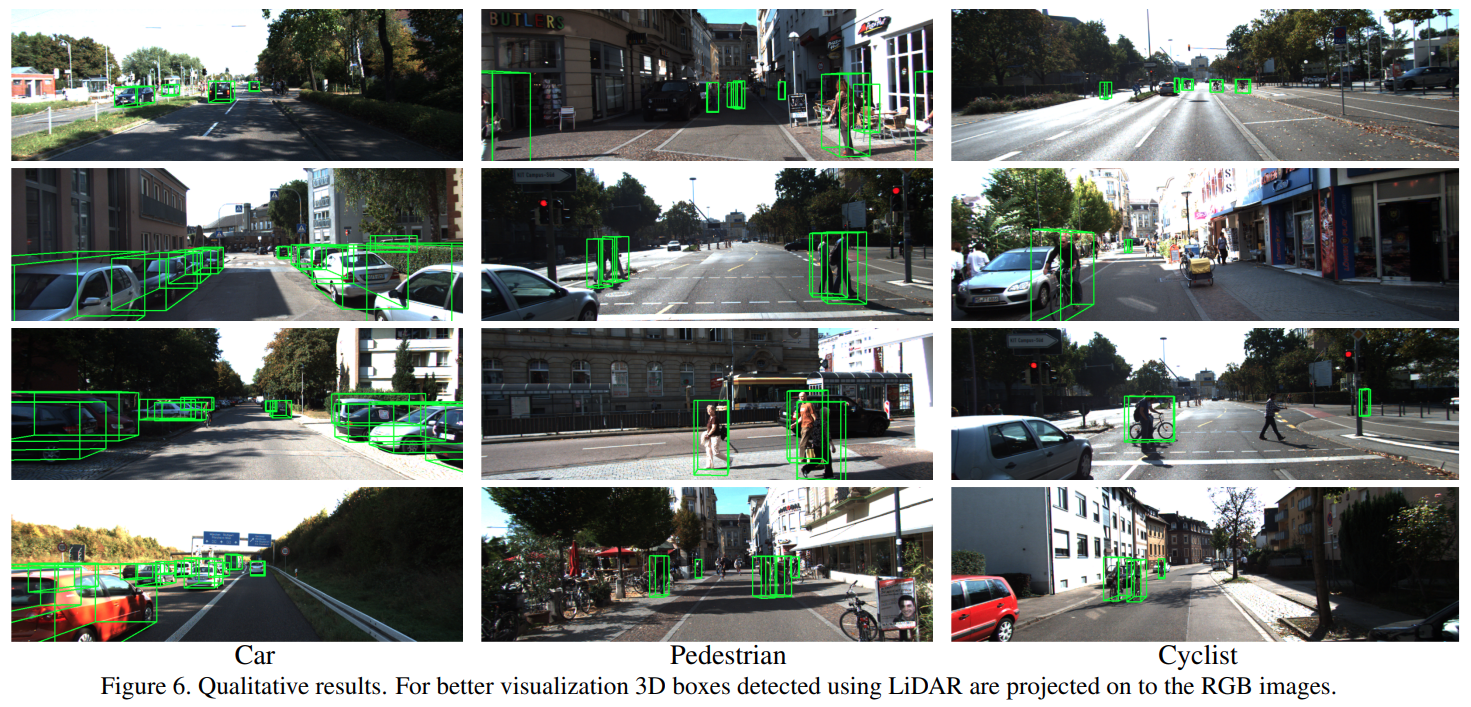 BUTLERS
Car
Pedestrian
Cyclist
Figure 6. Qualitative results. For better visualization 3D boxes detected using LiDAR are projected on to the RGB images.